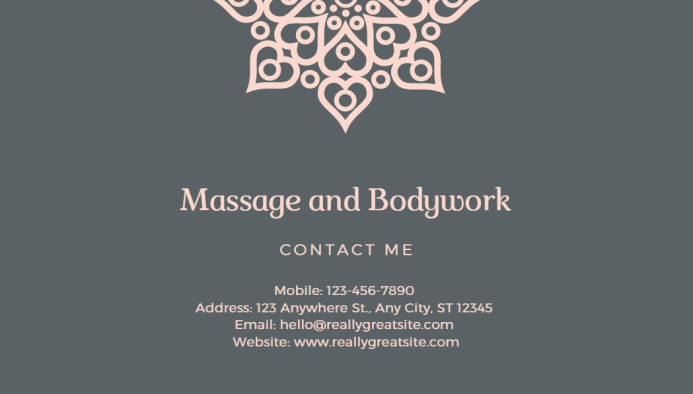 Massage and Bodywork
CONTACT ME
Mobile: 123-456-7890
Address: 123 Anywhere St., Any City, ST 12345
Email: hello@reallygreatsite.com
Website: www.reallygreatsite.com